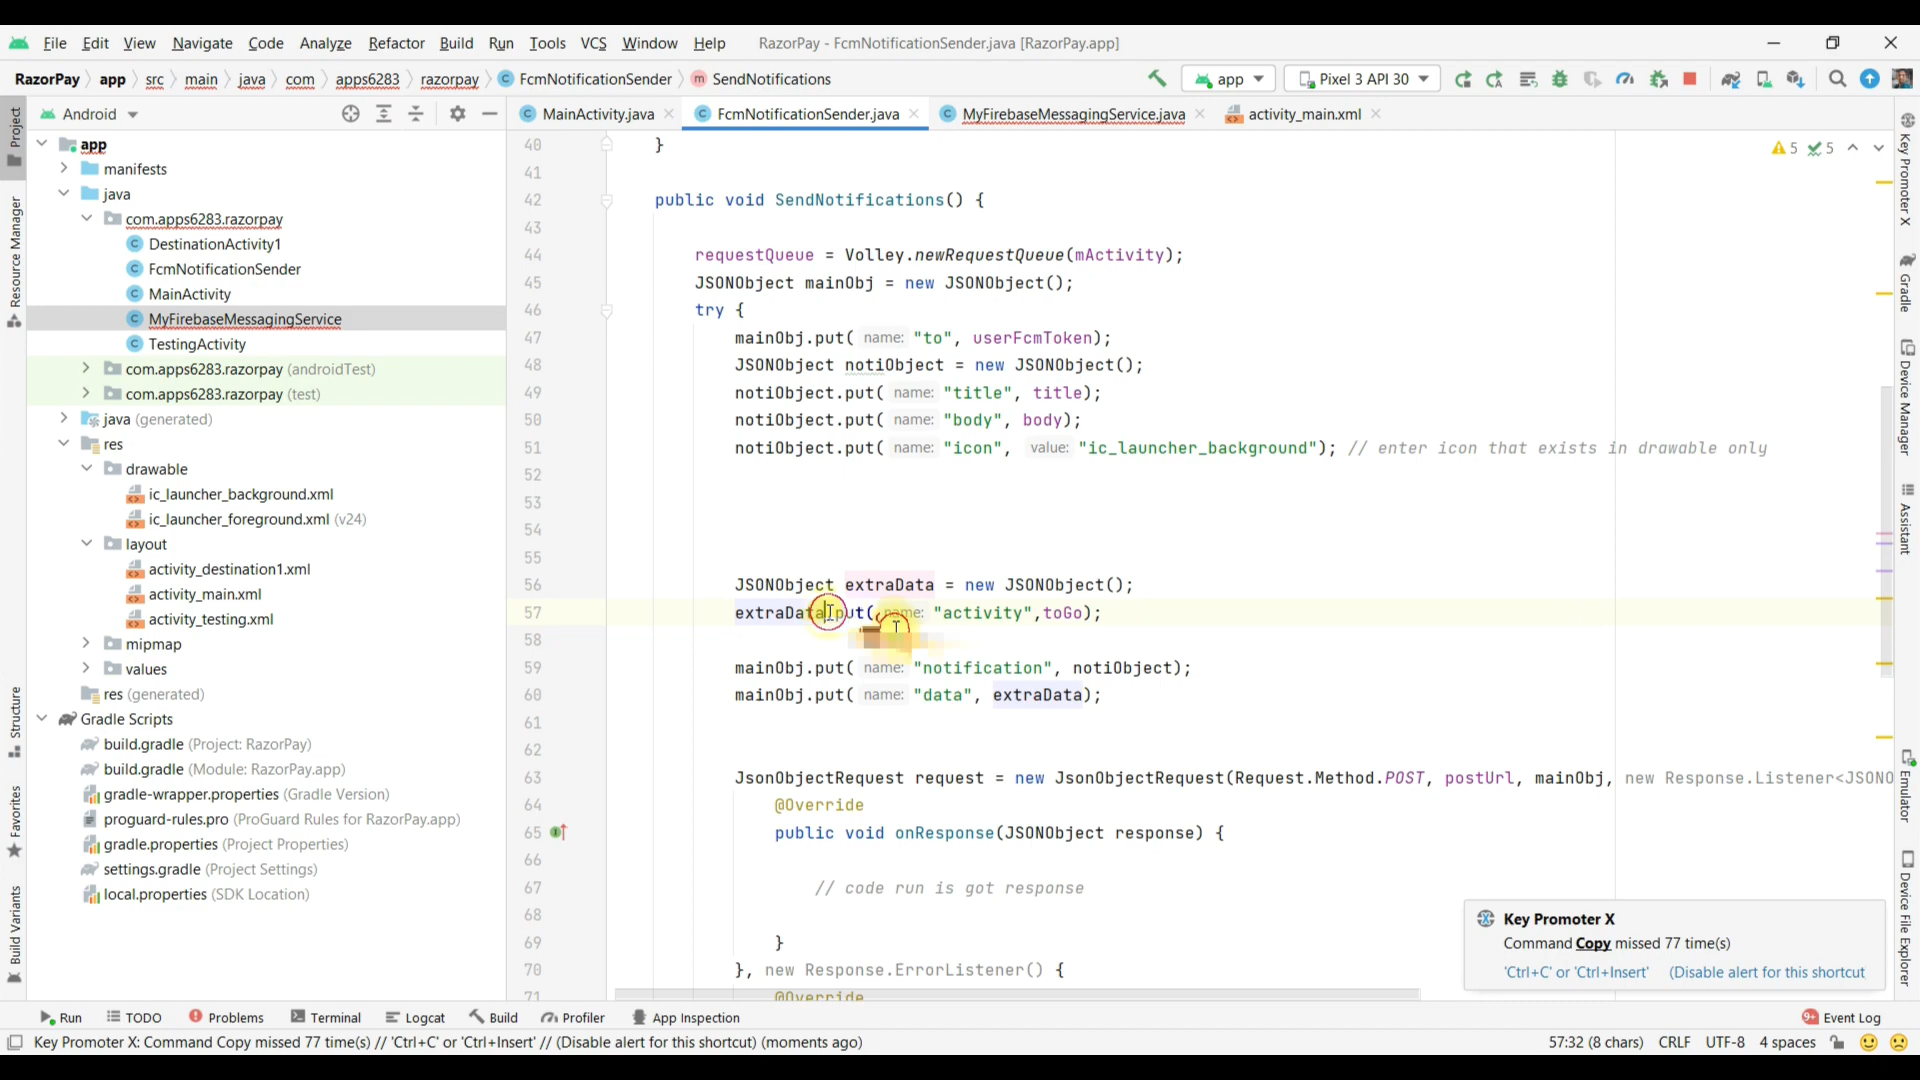 File Edit View Navigate Code Analyze Refactor Build Run Tools VCS Window Help RazorPay - FcmNotificationSender.java [RazorPay.app]
RazorPay app src main java com apps6283 razorpay FcmNotificationSender SendNotifications app Pixel 3 API 30
Android MainActivity.java FcmNotificationSender.java MyFirebaseMessagingService.java activity_main.xml
Project
Resource Manager
Structure
Favorites
Build Variants
app
manifests
java
com.apps6283.razorpay
DestinationActivity1
FcmNotificationSender
MainActivity
MyFirebaseMessagingService
TestingActivity
com.apps6283.razorpay (androidTest)
com.apps6283.razorpay (test)
java (generated)
res
drawable
ic_launcher_background.xml
ic_launcher_foreground.xml (v24)
layout
activity_destination1.xml
activity_main.xml
activity_testing.xml
mipmap
values
res (generated)
Gradle Scripts
build.gradle (Project: RazorPay)
build.gradle (Module: RazorPay.app)
gradle-wrapper.properties (Gradle Version)
proguard-rules.pro (ProGuard Rules for RazorPay.app)
gradle.properties (Project Properties)
settings.gradle (Project Settings)
local.properties (SDK Location)
5 5
40 }
41
42 public void SendNotifications() {
43
44 requestQueue = Volley.newRequestQueue(mActivity);
45 JSONObject mainObj = new JSONObject();
46 try {
47 mainObj.put( name: "to", userFcmToken);
48 JSONObject notiObject = new JSONObject();
49 notiObject.put( name: "title", title);
50 notiObject.put( name: "body", body);
51 notiObject.put( name: "icon", value: "ic_launcher_background"); // enter icon that exists in drawable only
52
53
54
55
56 JSONObject extraData = new JSONObject();
57 extraData.put( name: "activity",toGo);
58
59 mainObj.put( name: "notification", notiObject);
60 mainObj.put( name: "data", extraData);
61
62
63 JsonObjectRequest request = new JsonObjectRequest(Request.Method.POST, postUrl, mainObj, new Response.Listener<JSONO
64 @Override
65 public void onResponse(JSONObject response) {
66
67 // code run is got response
68
69 }
70 }, new Response.ErrorListener() {
71 @Override
Key Promoter X
Gradle
Device Manager
Assistant
Emulator
Device File Explorer
Key Promoter X
Command Copy missed 77 time(s)
'Ctrl+C' or 'Ctrl+Insert' (Disable alert for this shortcut
Run TODO Problems Terminal Logcat Build Profiler App Inspection 9+ Event Log
Key Promoter X: Command Copy missed 77 time(s) // 'Ctrl+C' or 'Ctrl+Insert' // (Disable alert for this shortcut) (moments ago) 57:32 (8 chars) CRLF UTF-8 4 spaces